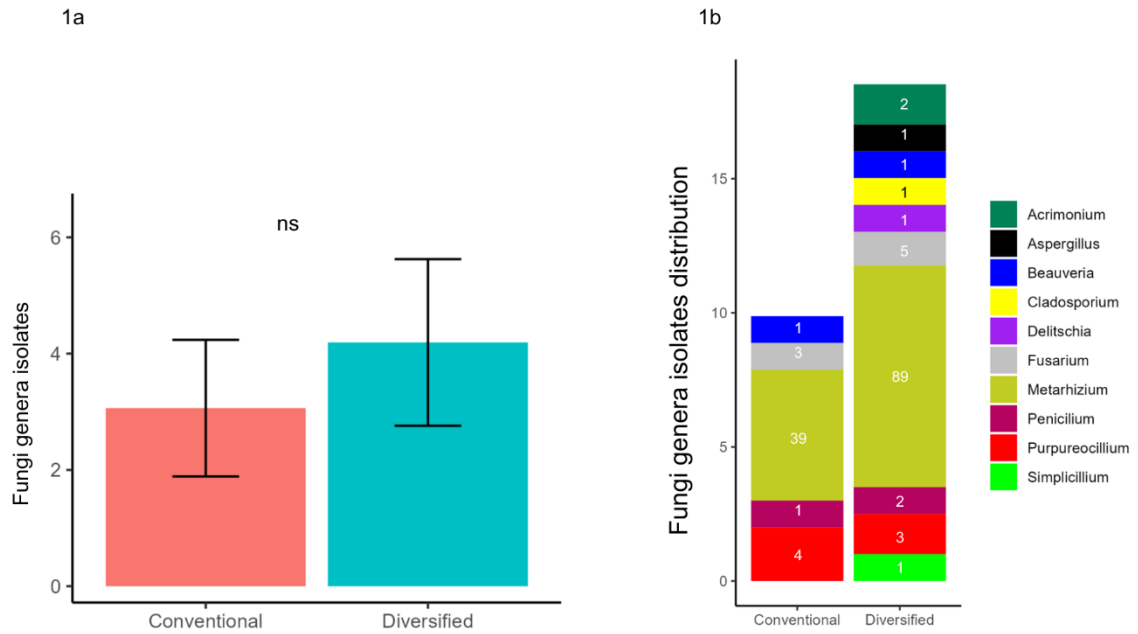 1a
ns
Fungi genera isolates
6
4
2
0
Conventional Diversified
1b
Fungi genera isolates distribution
15
10
5
0
1
3
39
1
4
2
1
1
1
1
5
89
2
3
1
Conventional Diversified
Acrimonium
Aspergillus
Beauveria
Cladosporium
Delitschia
Fusarium
Metarhizium
Penicilium
Purpureocillium
Simplicillium